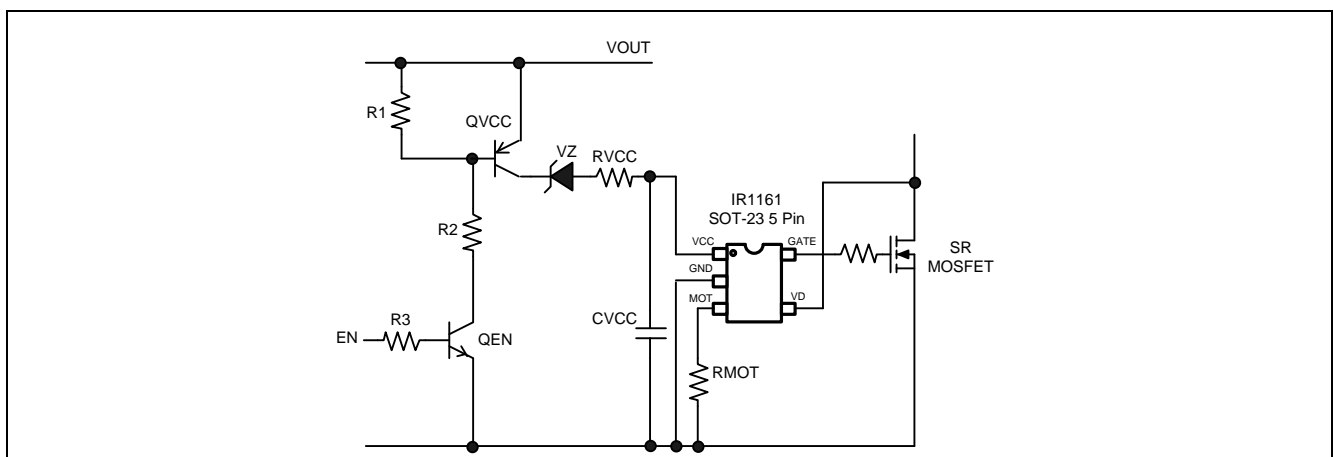 VOUT
R1
QVCC
VZ
RVCC
IR1161
SOT-23 5 Pin
R2
VCC
GATE
GND
SR
MOSFET
MOT
VD
R3
EN
QEN
CVCC
RMOT